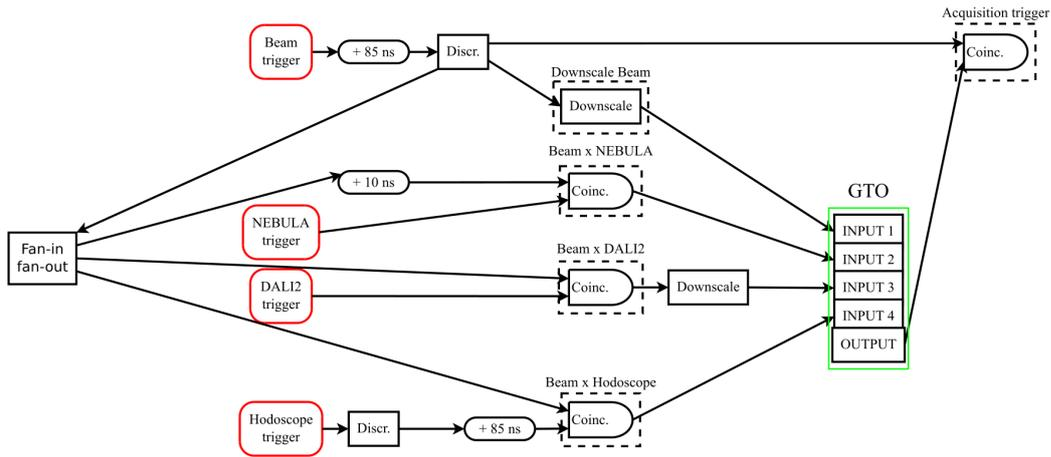 Acquisition trigger
Beam
trigger
+ 85 ns
Discr.
Coinc.
Downscale Beam
Downscale
Beam x NEBULA
+ 10 ns
Coinc.
GTO
NEBULA
trigger
INPUT 1
Fan-in
fan-out
Beam x DALI2
INPUT 2
DALI2
trigger
Coinc.
Downscale
INPUT 3
INPUT 4
OUTPUT
Beam x Hodoscope
Hodoscope
trigger
Discr.
+ 85 ns
Coinc.